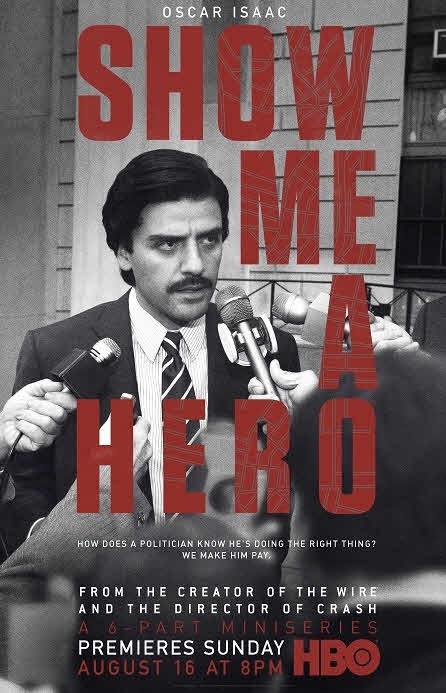 OSCAR ISAAC
SHOW
ME
A
HERO
HOW DOES A POLITICIAN KNOW HE'S DOING THE RIGHT THING?
WE MAKE HIM PAY.
FROM THE CREATOR OF THE WIRE
AND THE DIRECTOR OF CRASH
A 6-PART MINISERIES
PREMIERES SUNDAY
AUGUST 16 AT 8PM HBO